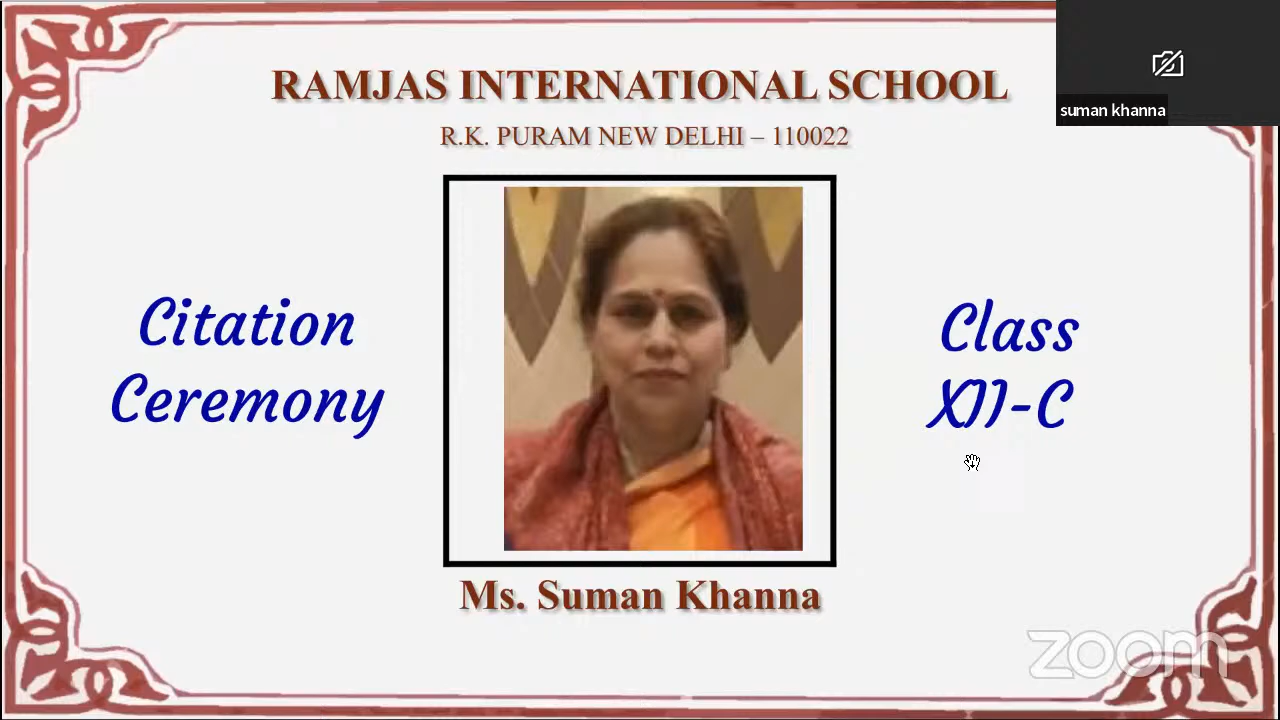 RAMJAS INTERNATIONAL SCHOOL
suman khanna
R.K. PURAM NEW DELHI – 110022
Citation
Ceremony
Class
XII-C
Ms. Suman Khanna
zoom